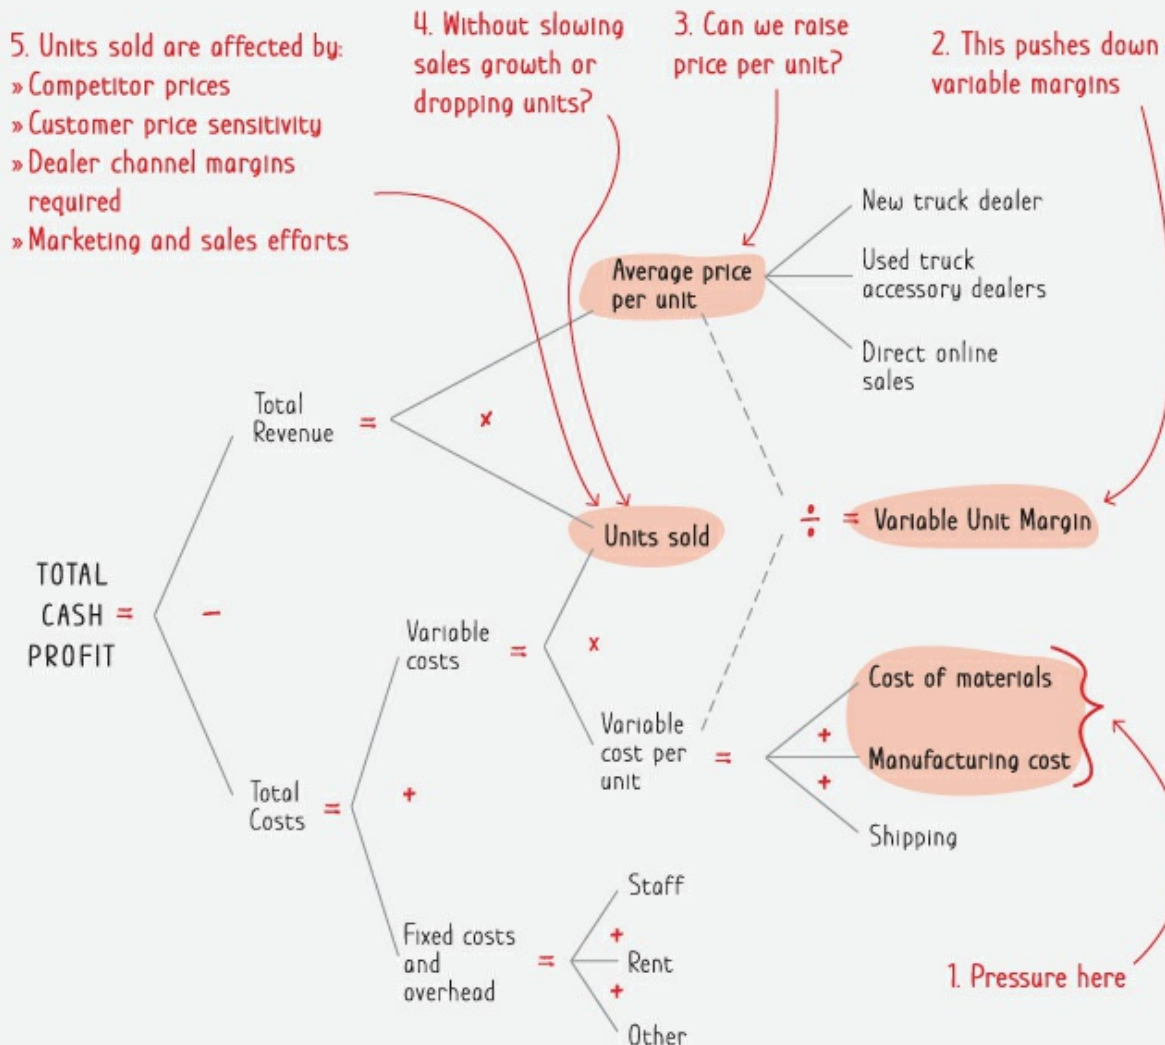 5. Units sold are affected by:
» Competitor prices
» Customer price sensitivity
» Dealer channel margins
required
» Marketing and sales efforts
4. Without slowing
sales growth or
dropping units?
3. Can we raise
price per unit?
2. This pushes down
variable margins
New truck dealer
Average price
per unit
Used truck
accessory dealers
Direct online
sales
Total
Revenue =
x
Units sold
÷ = Variable Unit Margin
TOTAL
CASH =
PROFIT
-
Variable
costs =
x
Cost of materials
+
Variable
cost per
unit =
Manufacturing cost
+
Shipping
Total
Costs =
+
Staff
+
Fixed costs
and
overhead =
Rent
+
Other
1. Pressure here